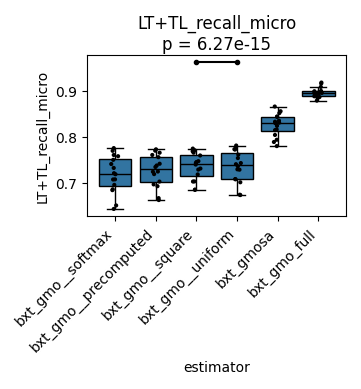 LT+TL_recall_micro
p = 6.27e-15
LT+TL_recall_micro
0.9
0.8
0.7
bxt_gmo__softmax
bxt_gmo__precomputed
bxt_gmo__square
bxt_gmo__uniform
bxt_gmosa
bxt_gmo_full
estimator